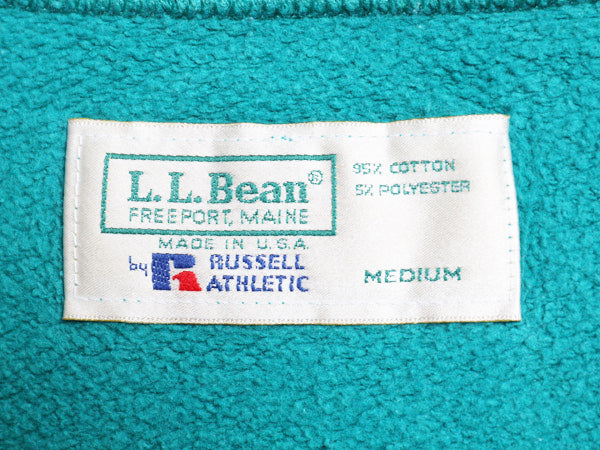 L.L.Bean®
FREEPORT, MAINE
MADE IN U.S.A.
by RUSSELL
ATHLETIC
95% COTTON
5% POLYESTER
MEDIUM